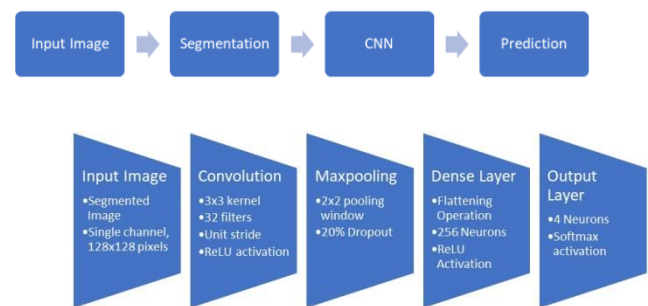 Input Image
Segmentation
CNN
Prediction
Input Image
•Segmented
Image
•Single channel,
128x128 pixels
Convolution
•3x3 kernel
•32 filters
•Unit stride
•ReLU activation
Maxpooling
•2x2 pooling
window
•20% Dropout
Dense Layer
•Flattening
Operation
•256 Neurons
•ReLU
Activation
Output
Layer
•4 Neurons
•Softmax
activation